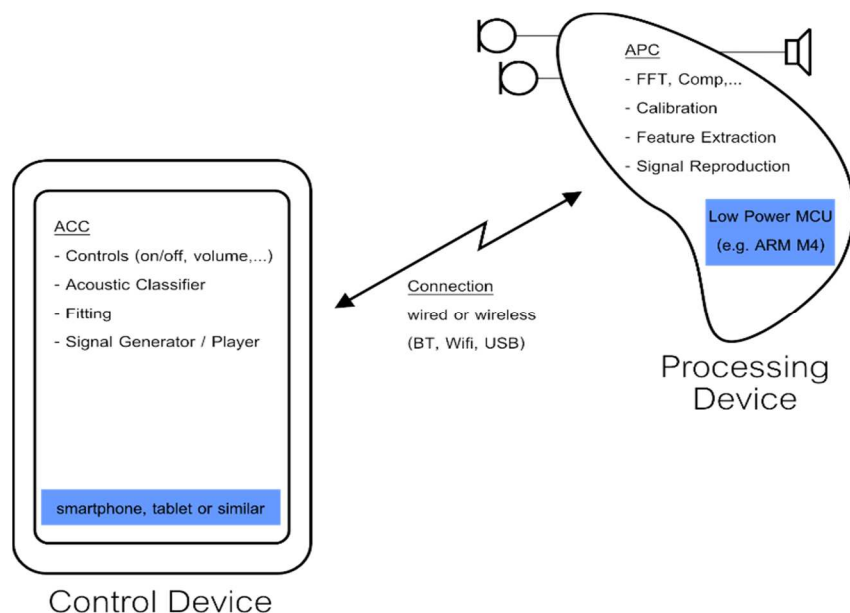 APC
- FFT, Comp,...
- Calibration
- Feature Extraction
- Signal Reproduction
Low Power MCU
(e.g. ARM M4)
Processing
Device
ACC
- Controls (on/off, volume,...)
- Acoustic Classifier
- Fitting
- Signal Generator / Player
smartphone, tablet or similar
Control Device
Connection
wired or wireless
(BT, Wifi, USB)